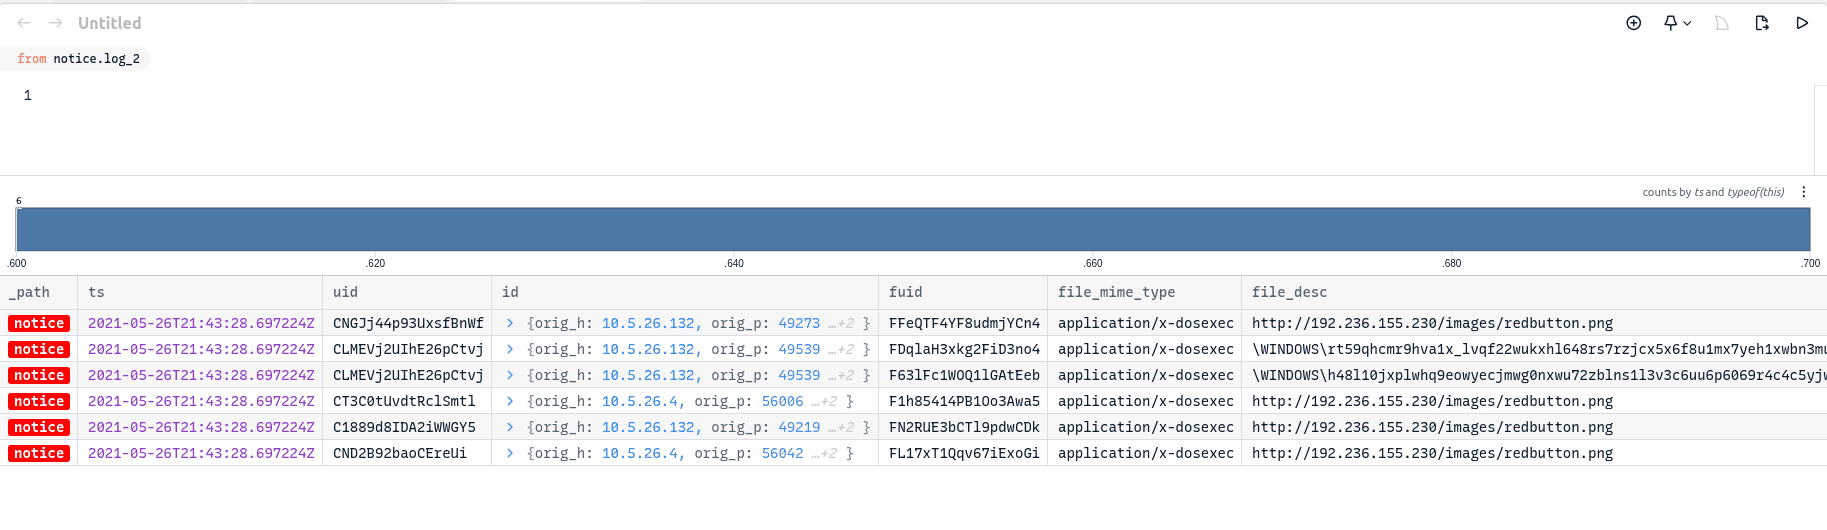 Untitled
from notice.log_2
1
counts by ts and typeof(this)
6
.600 .620 .640 .660 .680 .700
_path ts uid id fuid file_mime_type file_desc
notice 2021-05-26T21:43:28.697224Z CNGJj44p93UxsfBnWf > {orig_h: 10.5.26.132, orig_p: 49273 …+2 } FFeQTF4YF8udmjYCn4 application/x-dosexec http://192.236.155.230/images/redbutton.png
notice 2021-05-26T21:43:28.697224Z CLMEVj2UIhE26pCtvj > {orig_h: 10.5.26.132, orig_p: 49539 …+2 } FDqlaH3xkg2FiD3no4 application/x-dosexec \WINDOWS\rt59qhcmr9hva1x_lvqf22wukxhl648rs7rzjcx5x6f8u1mx7yeh1xwbn3mu
notice 2021-05-26T21:43:28.697224Z CLMEVj2UIhE26pCtvj > {orig_h: 10.5.26.132, orig_p: 49539 …+2 } F63lFc1WOQ1lGAtEeb application/x-dosexec \WINDOWS\h48l10jxplwhq9eowyecjmwg0nxwu72zblns1l3v3c6uu6p6069r4c4c5yjw
notice 2021-05-26T21:43:28.697224Z CT3C0tUvdtRclSmtl > {orig_h: 10.5.26.4, orig_p: 56006 …+2 } F1h85414PB1Oo3Awa5 application/x-dosexec http://192.236.155.230/images/redbutton.png
notice 2021-05-26T21:43:28.697224Z C1889d8IDA2iWWGY5 > {orig_h: 10.5.26.132, orig_p: 49219 …+2 } FN2RUE3bCTl9pdwCDk application/x-dosexec http://192.236.155.230/images/redbutton.png
notice 2021-05-26T21:43:28.697224Z CND2B92baoCEreUi > {orig_h: 10.5.26.4, orig_p: 56042 …+2 } FL17xT1Qqv67iExoGi application/x-dosexec http://192.236.155.230/images/redbutton.png